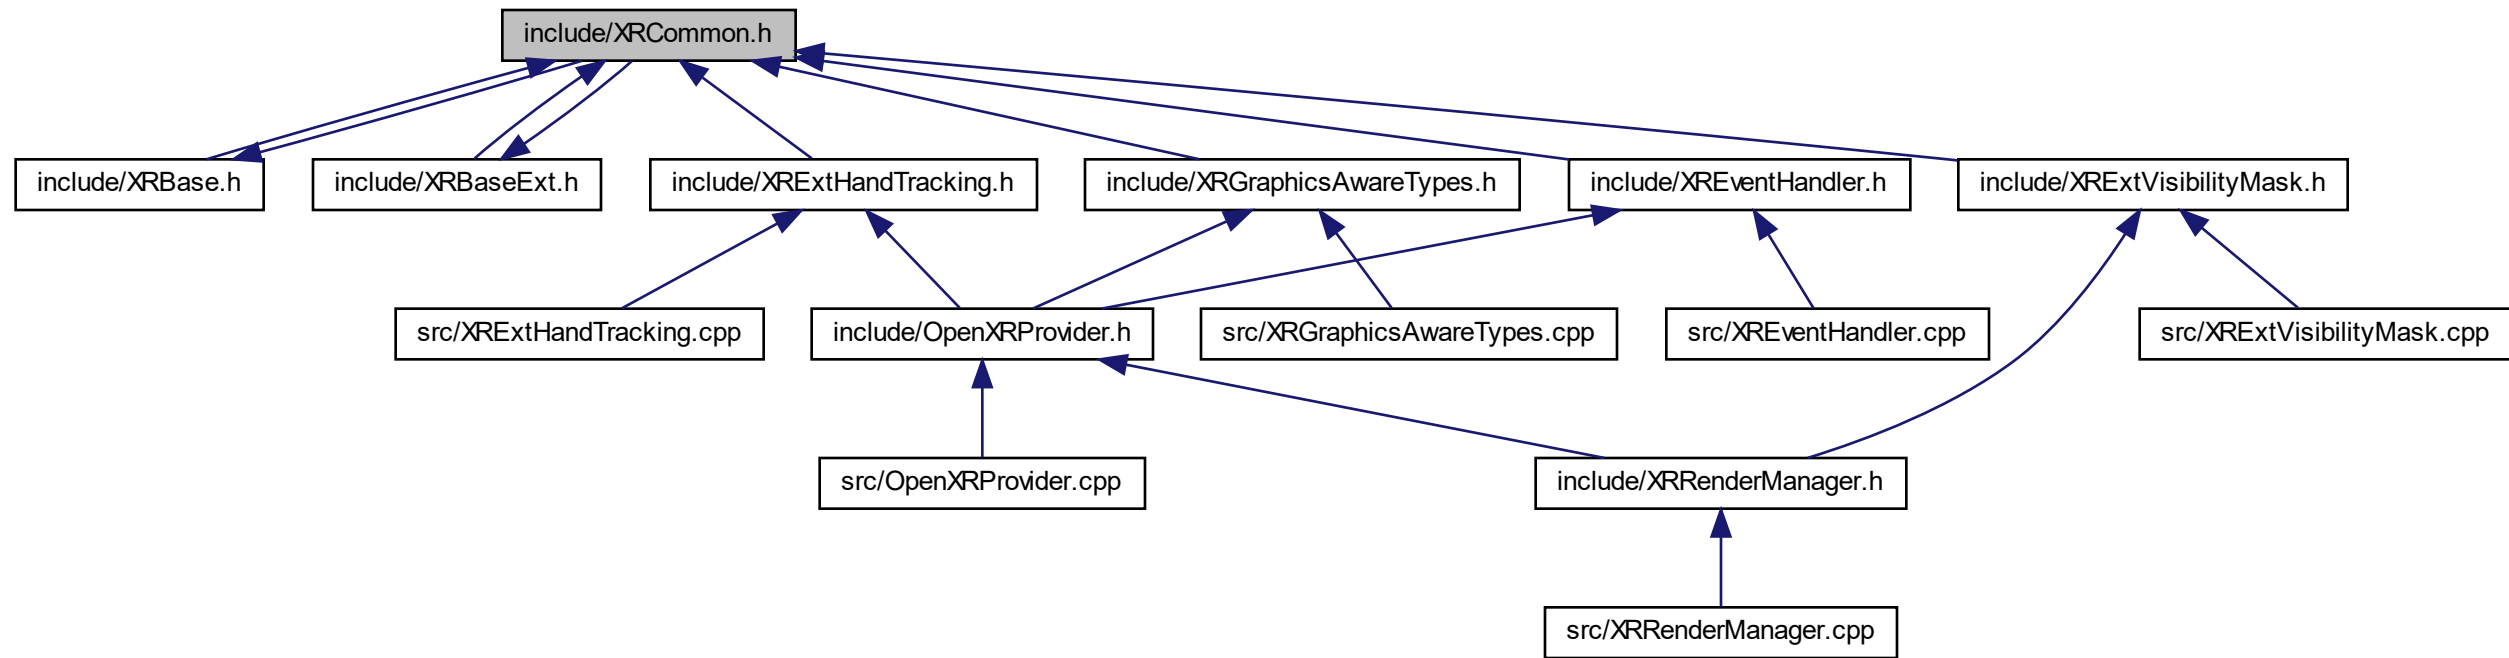 include/XRCommon.h
include/XRBase.h
include/XRBaseExt.h
include/XRExtHandTracking.h
include/XRGraphicsAwareTypes.h
include/XREventHandler.h
include/XRExtVisibilityMask.h
src/XRExtHandTracking.cpp
include/OpenXRProvider.h
src/XRGraphicsAwareTypes.cpp
src/XREventHandler.cpp
src/XRExtVisibilityMask.cpp
src/OpenXRProvider.cpp
include/XRRenderManager.h
src/XRRenderManager.cpp